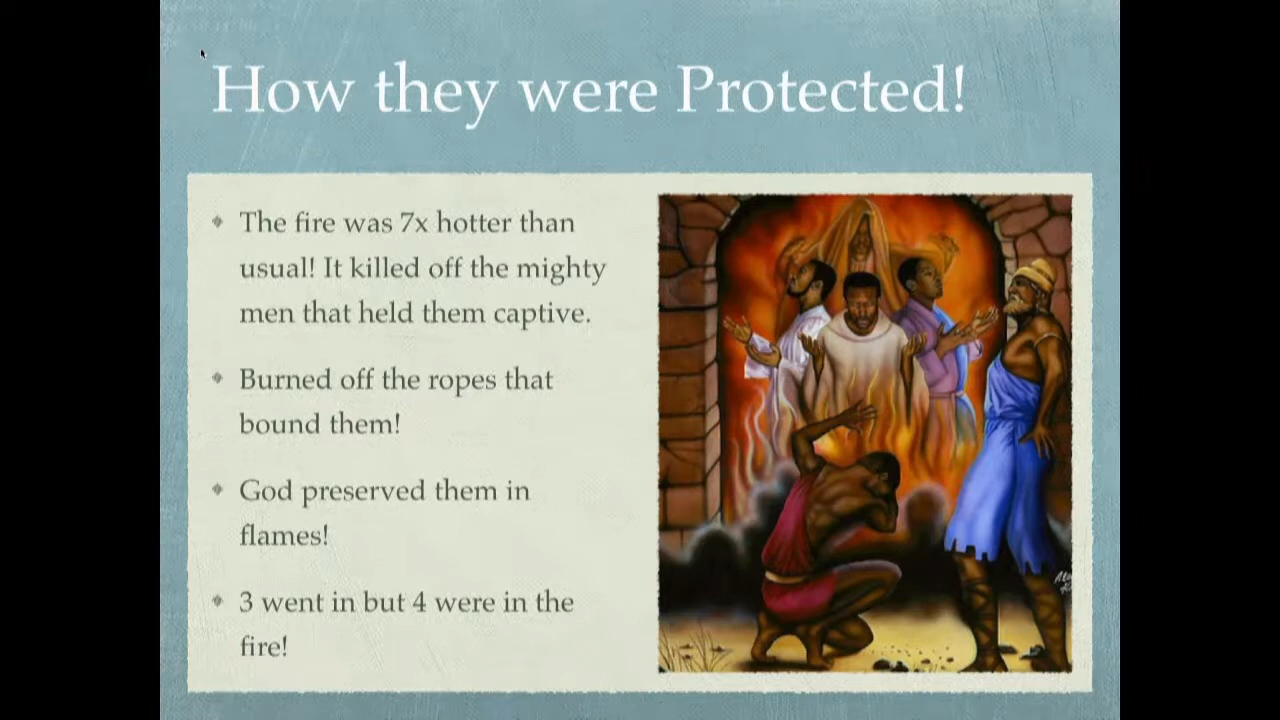 How they were Protected!
The fire was 7x hotter than
usual! It killed off the mighty
men that held them captive.
Burned off the ropes that
bound them!
God preserved them in
flames!
3 went in but 4 were in the
fire!